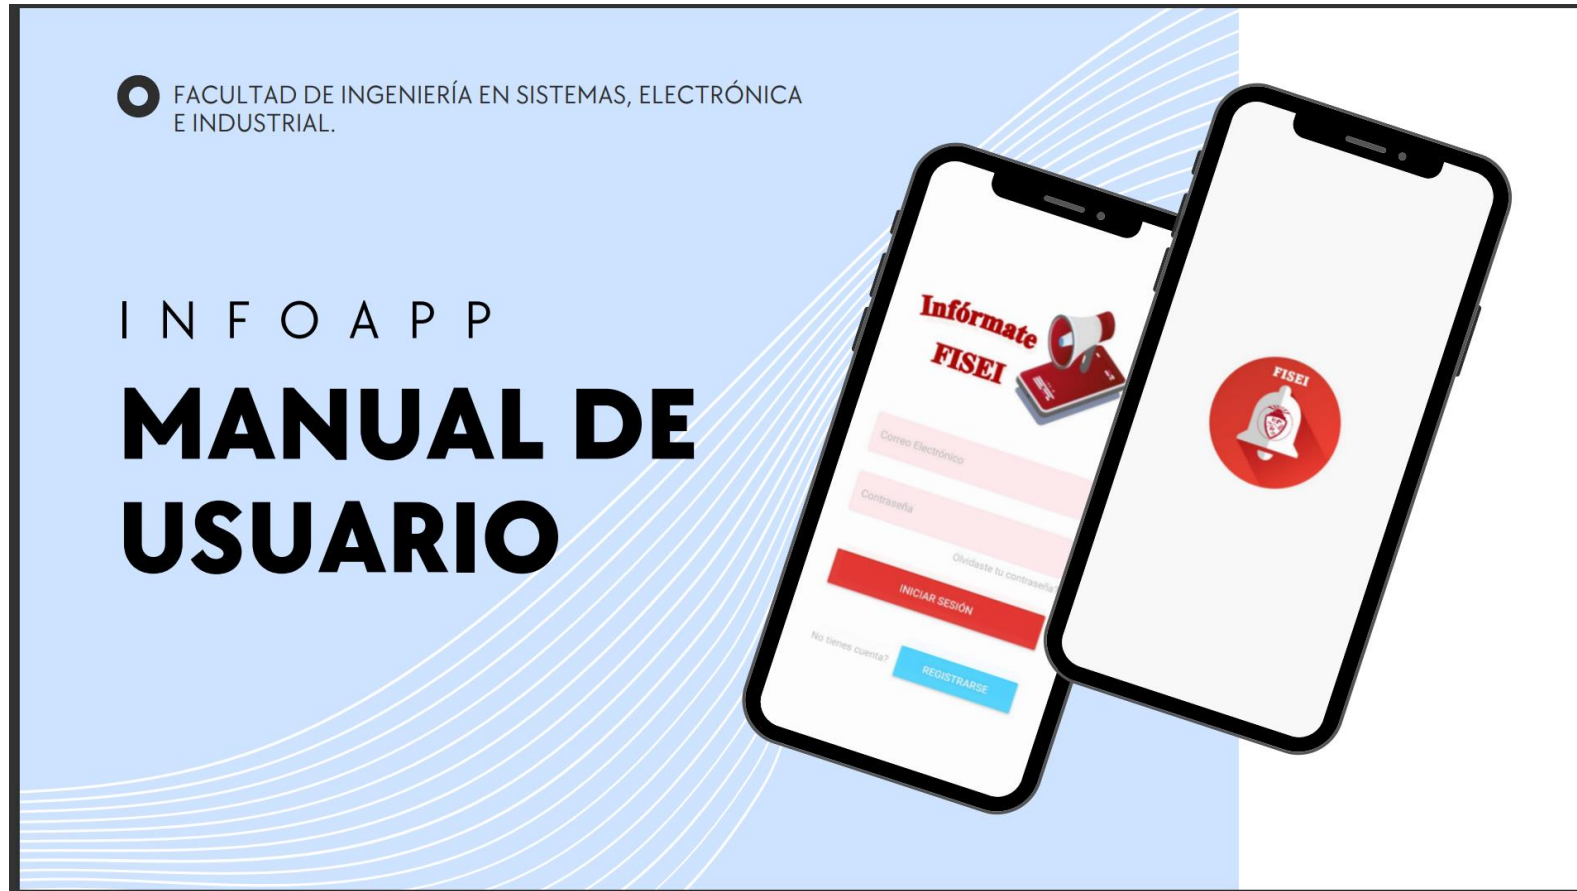 FACULTAD DE INGENIERÍA EN SISTEMAS, ELECTRÓNICA
E INDUSTRIAL.
INFOAPP
MANUAL DE
USUARIO
Infórmate
FISEI
Correo Electrónico
Contraseña
Olvidaste tu contraseña?
INICIAR SESIÓN
No tienes cuenta?
REGISTRARSE
FISEI